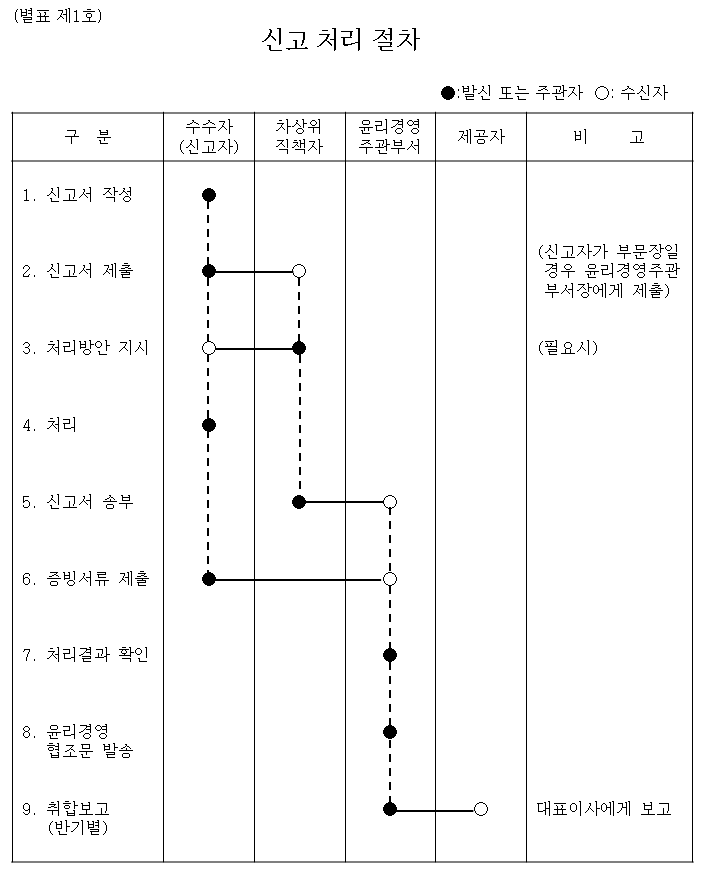 (별표 제1호)
신고 처리 절차
●:발신 또는 주관자 ○: 수신자
구 분
수수자
(신고자)
차상위
직책자
윤리경영
주관부서
제공자
비 고
1. 신고서 작성
2. 신고서 제출
(신고자가 부문장일
경우 윤리경영주관
부서장에게 제출)
3. 처리방안 지시
(필요시)
4. 처리
5. 신고서 송부
6. 증빙서류 제출
7. 처리결과 확인
8. 윤리경영
협조문 발송
9. 취합보고
(반기별)
대표이사에게 보고